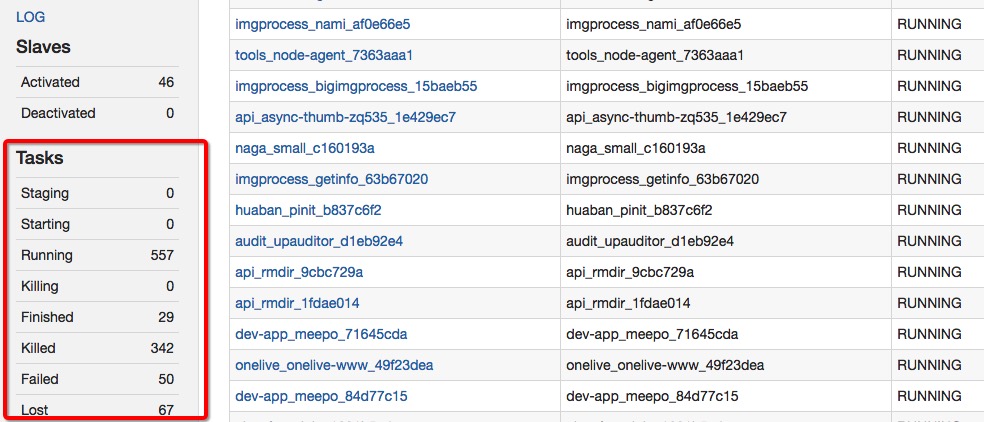 LOG
Slaves
Activated 46
Deactivated 0
Tasks
Staging 0
Starting 0
Running 557
Killing 0
Finished 29
Killed 342
Failed 50
Lost 67
imgprocess_nami_af0e66e5 imgprocess_nami_af0e66e5 RUNNING
tools_node-agent_7363aaa1 tools_node-agent_7363aaa1 RUNNING
imgprocess_bigimgprocess_15baeb55 imgprocess_bigimgprocess_15baeb55 RUNNING
api_async-thumb-zq535_1e429ec7 api_async-thumb-zq535_1e429ec7 RUNNING
naga_small_c160193a naga_small_c160193a RUNNING
imgprocess_getinfo_63b67020 imgprocess_getinfo_63b67020 RUNNING
huaban_pinit_b837c6f2 huaban_pinit_b837c6f2 RUNNING
audit_upauditor_d1eb92e4 audit_upauditor_d1eb92e4 RUNNING
api_rmdir_9cbc729a api_rmdir_9cbc729a RUNNING
api_rmdir_1fdae014 api_rmdir_1fdae014 RUNNING
dev-app_meepo_71645cda dev-app_meepo_71645cda RUNNING
onelive_onelive-www_49f23dea onelive_onelive-www_49f23dea RUNNING
dev-app_meepo_84d77c15 dev-app_meepo_84d77c15 RUNNING
RUNNING